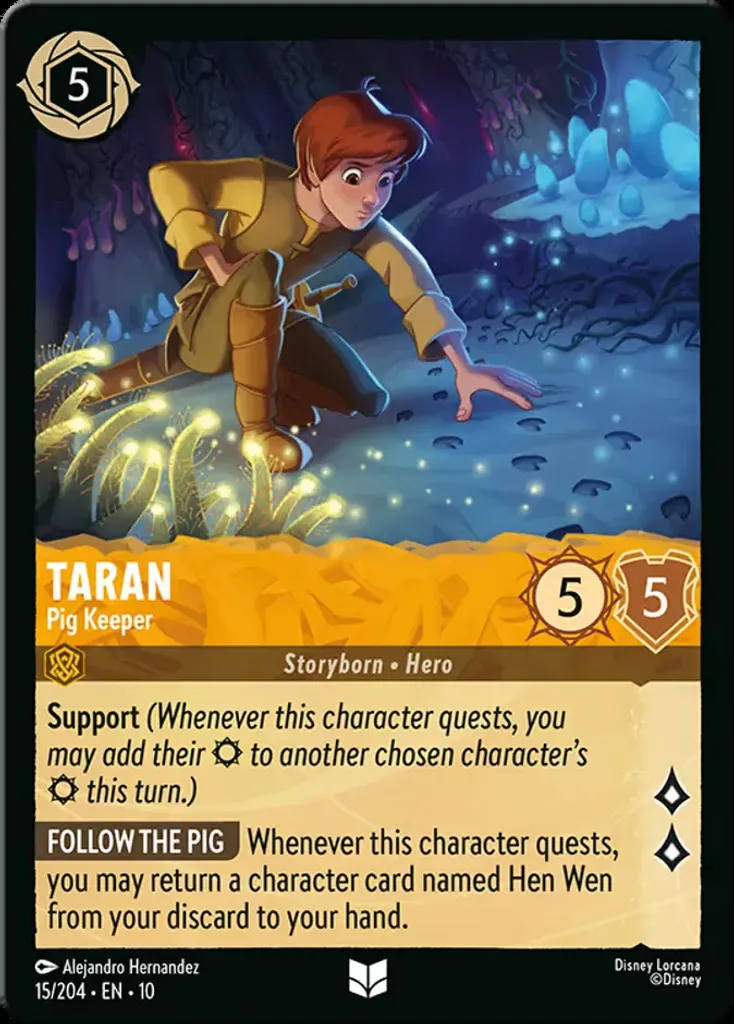 5
TARAN
Pig Keeper
5 5
Storyborn • Hero
Support (Whenever this character quests, you
may add their to another chosen character's
this turn.)
FOLLOW THE PIG Whenever this character quests,
you may return a character card named Hen Wen
from your discard to your hand.
Alejandro Hernandez
15/204 • EN • 10
Disney Lorcana
©Disney